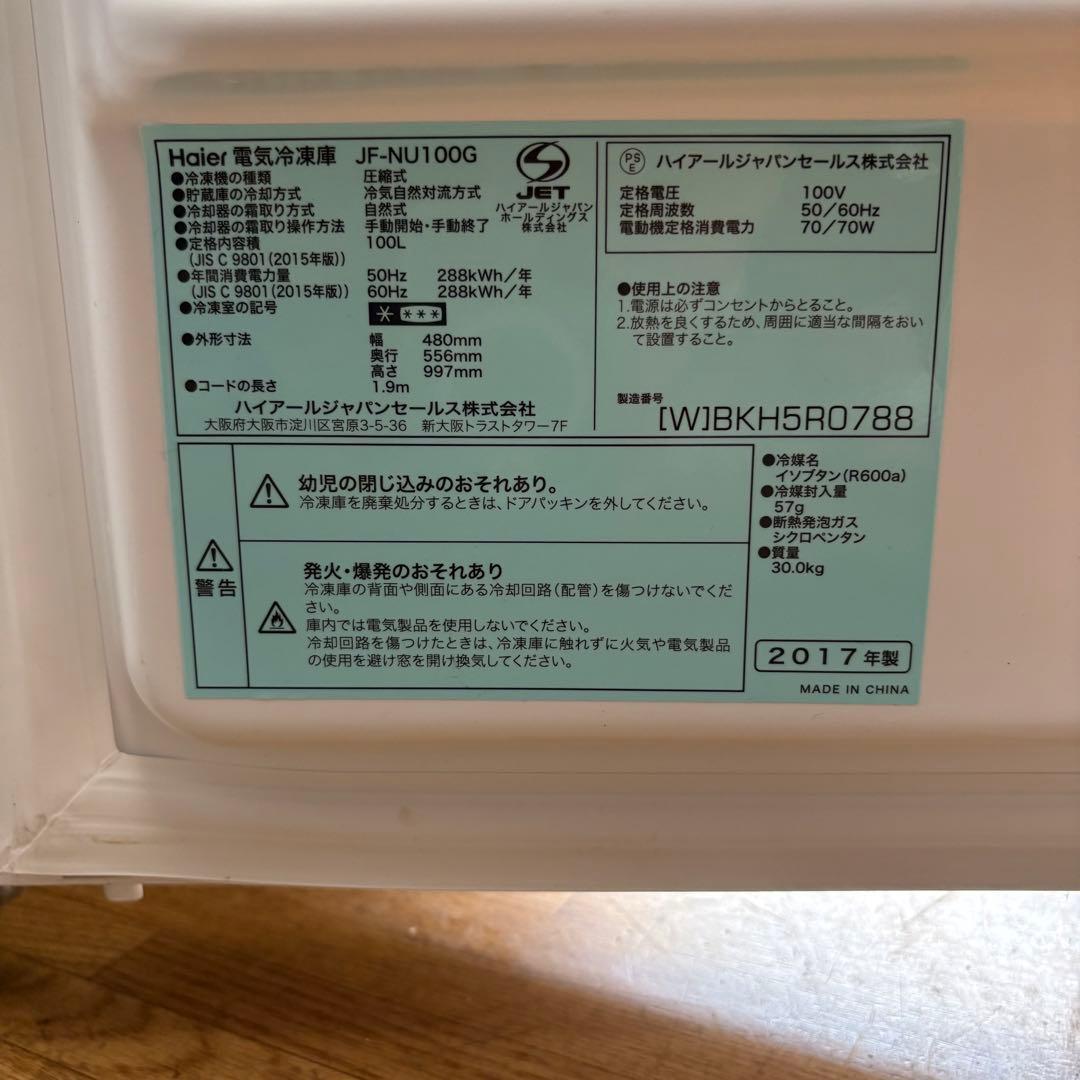 Haier 電気冷凍庫 JF-NU100G
●冷凍機の種類 圧縮式
●貯蔵庫の冷却方式 冷気自然対流方式
●冷却器の霜取り方式 自然式
●冷却器の霜取り操作方法 手動開始・手動終了
●定格内容積 100L
(JIS C 9801(2015年版))
●年間消費電力量 50Hz 288kWh/年
(JIS C 9801(2015年版)) 60Hz 288kWh/年
●冷凍室の記号
●外形寸法 幅 480mm
奥行 556mm
高さ 997mm
●コードの長さ 1.9m
ハイアールジャパンセールス株式会社
大阪府大阪市淀川区宮原3-5-36 新大阪トラストタワー7F
JET
ハイアールジャパン
ホールディングス
株式会社
PS
E
ハイアールジャパンセールス株式会社
定格電圧 100V
定格周波数 50/60Hz
電動機定格消費電力 70/70W
●使用上の注意
1.電源は必ずコンセントからとること。
2.放熱を良くするため、周囲に適当な間隔をおい
て設置すること。
製造番号
[W]BKH5R0788
警告
幼児の閉じ込みのおそれあり。
冷凍庫を廃棄処分するときは、ドアパッキンを外してください。
発火・爆発のおそれあり
冷凍庫の背面や側面にある冷却回路(配管)を傷つけないでくだ
さい。
庫内では電気製品を使用しないでください。
冷却回路を傷つけたときは、冷凍庫に触れずに火気や電気製品
の使用を避け窓を開け換気してください。
●冷媒名
イソブタン(R600a)
●冷媒封入量
57g
●断熱発泡ガス
シクロペンタン
●質量
30.0kg
2017年製
MADE IN CHINA